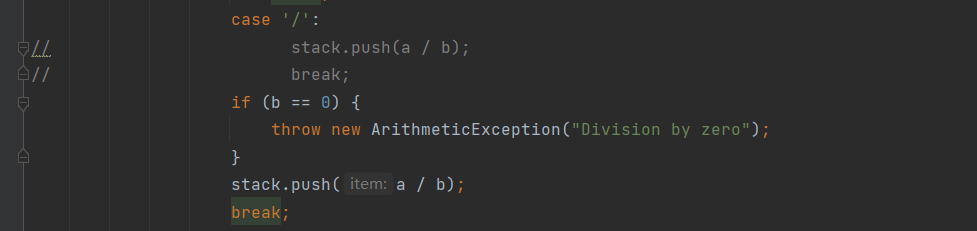 case '/':
//                        stack.push(a / b);
//                        break;
if (b == 0) {
    throw new ArithmeticException("Division by zero");
}
stack.push( item: a / b);
break;